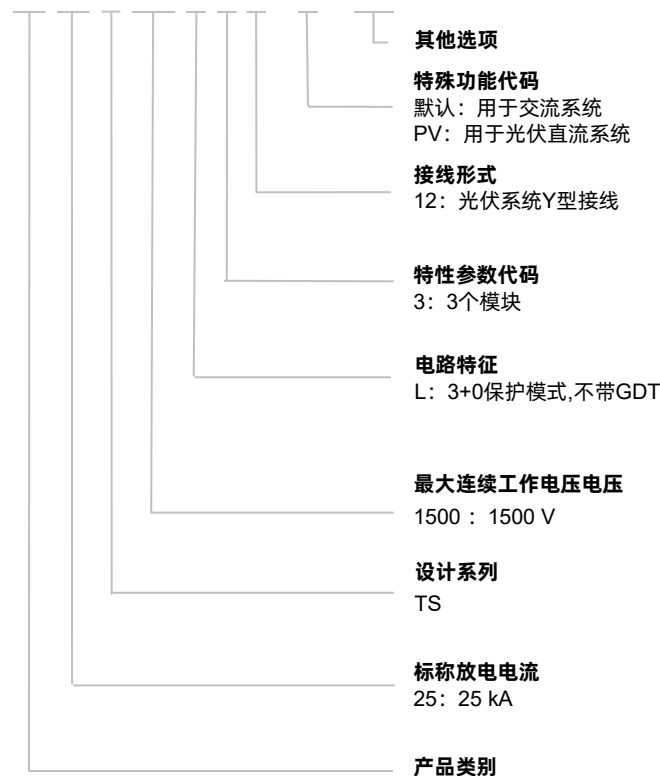 其他选项
特殊功能代码
默认：用于交流系统
PV：用于光伏直流系统
接线形式
12：光伏系统Y型接线
特性参数代码
3：3个模块
电路特征
L：3+0保护模式,不带GDT
最大连续工作电压电压
1500 ：1500 V
设计系列
TS
标称放电电流
25：25 kA
产品类别